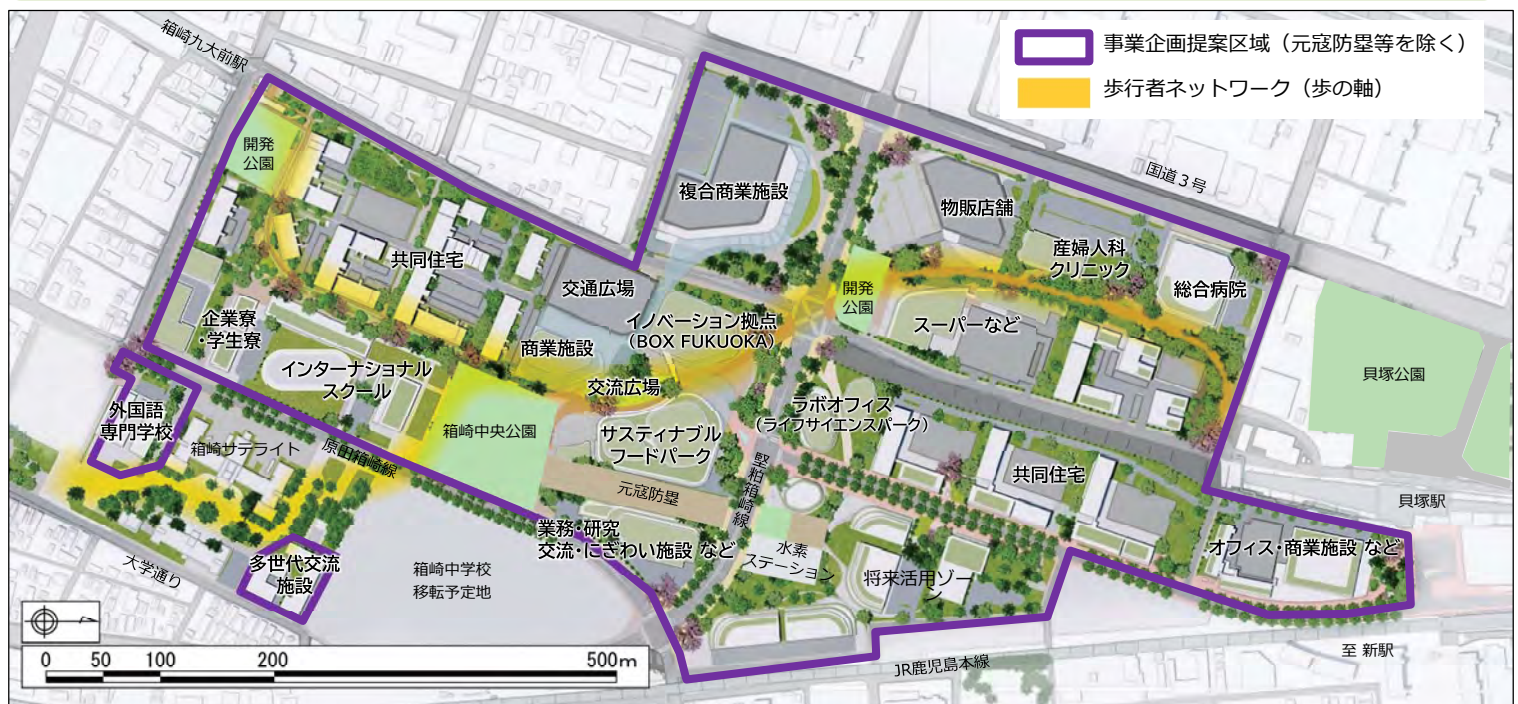 事業企画提案区域（元寇防塁等を除く）
歩行者ネットワーク（歩の軸）
箱崎九大前駅
国道３号
開発
公園
複合商業施設
物販店舗
産婦人科
クリニック
総合病院
共同住宅
交通広場
開発
公園
イノベーション拠点
（BOX FUKUOKA）
スーパーなど
企業寮
・学生寮
商業施設
インターナショナル
スクール
交流広場
貝塚公園
外国語
専門学校
箱崎サテライト
原田箱崎線
箱崎中央公園
サスティナブル
フードパーク
ラボオフィス
（ライフサイエンスパーク）
堅粕箱崎線
共同住宅
元寇防塁
貝塚駅
業務・研究
交流・にぎわい施設 など
水素
ステーション
オフィス・商業施設 など
大学通り
多世代交流
施設
箱崎中学校
移転予定地
将来活用ゾー
ン
至 新駅
JR鹿児島本線
0 50 100 200 500m